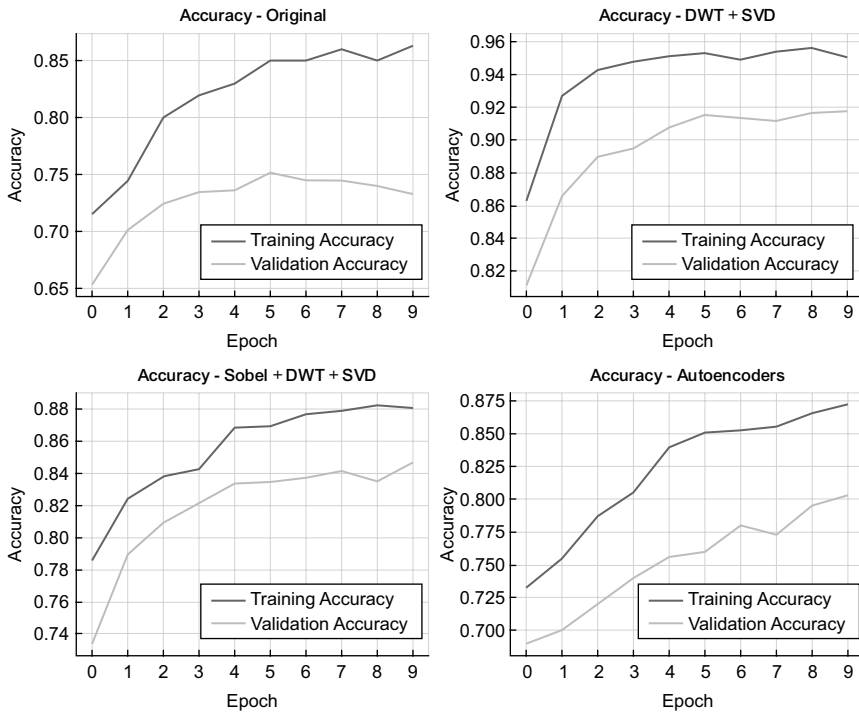 Accuracy - Original
Accuracy
0.85
0.80
0.75
0.70
0.65
Training Accuracy
Validation Accuracy
0 1 2 3 4 5 6 7 8 9
Epoch
Accuracy - DWT + SVD
Accuracy
0.96
0.94
0.92
0.90
0.88
0.86
0.84
0.82
Training Accuracy
Validation Accuracy
0 1 2 3 4 5 6 7 8 9
Epoch
Accuracy - Sobel + DWT + SVD
Accuracy
0.88
0.86
0.84
0.82
0.80
0.78
0.76
0.74
Training Accuracy
Validation Accuracy
0 1 2 3 4 5 6 7 8 9
Epoch
Accuracy - Autoencoders
Accuracy
0.875
0.850
0.825
0.800
0.775
0.750
0.725
0.700
Training Accuracy
Validation Accuracy
0 1 2 3 4 5 6 7 8 9
Epoch